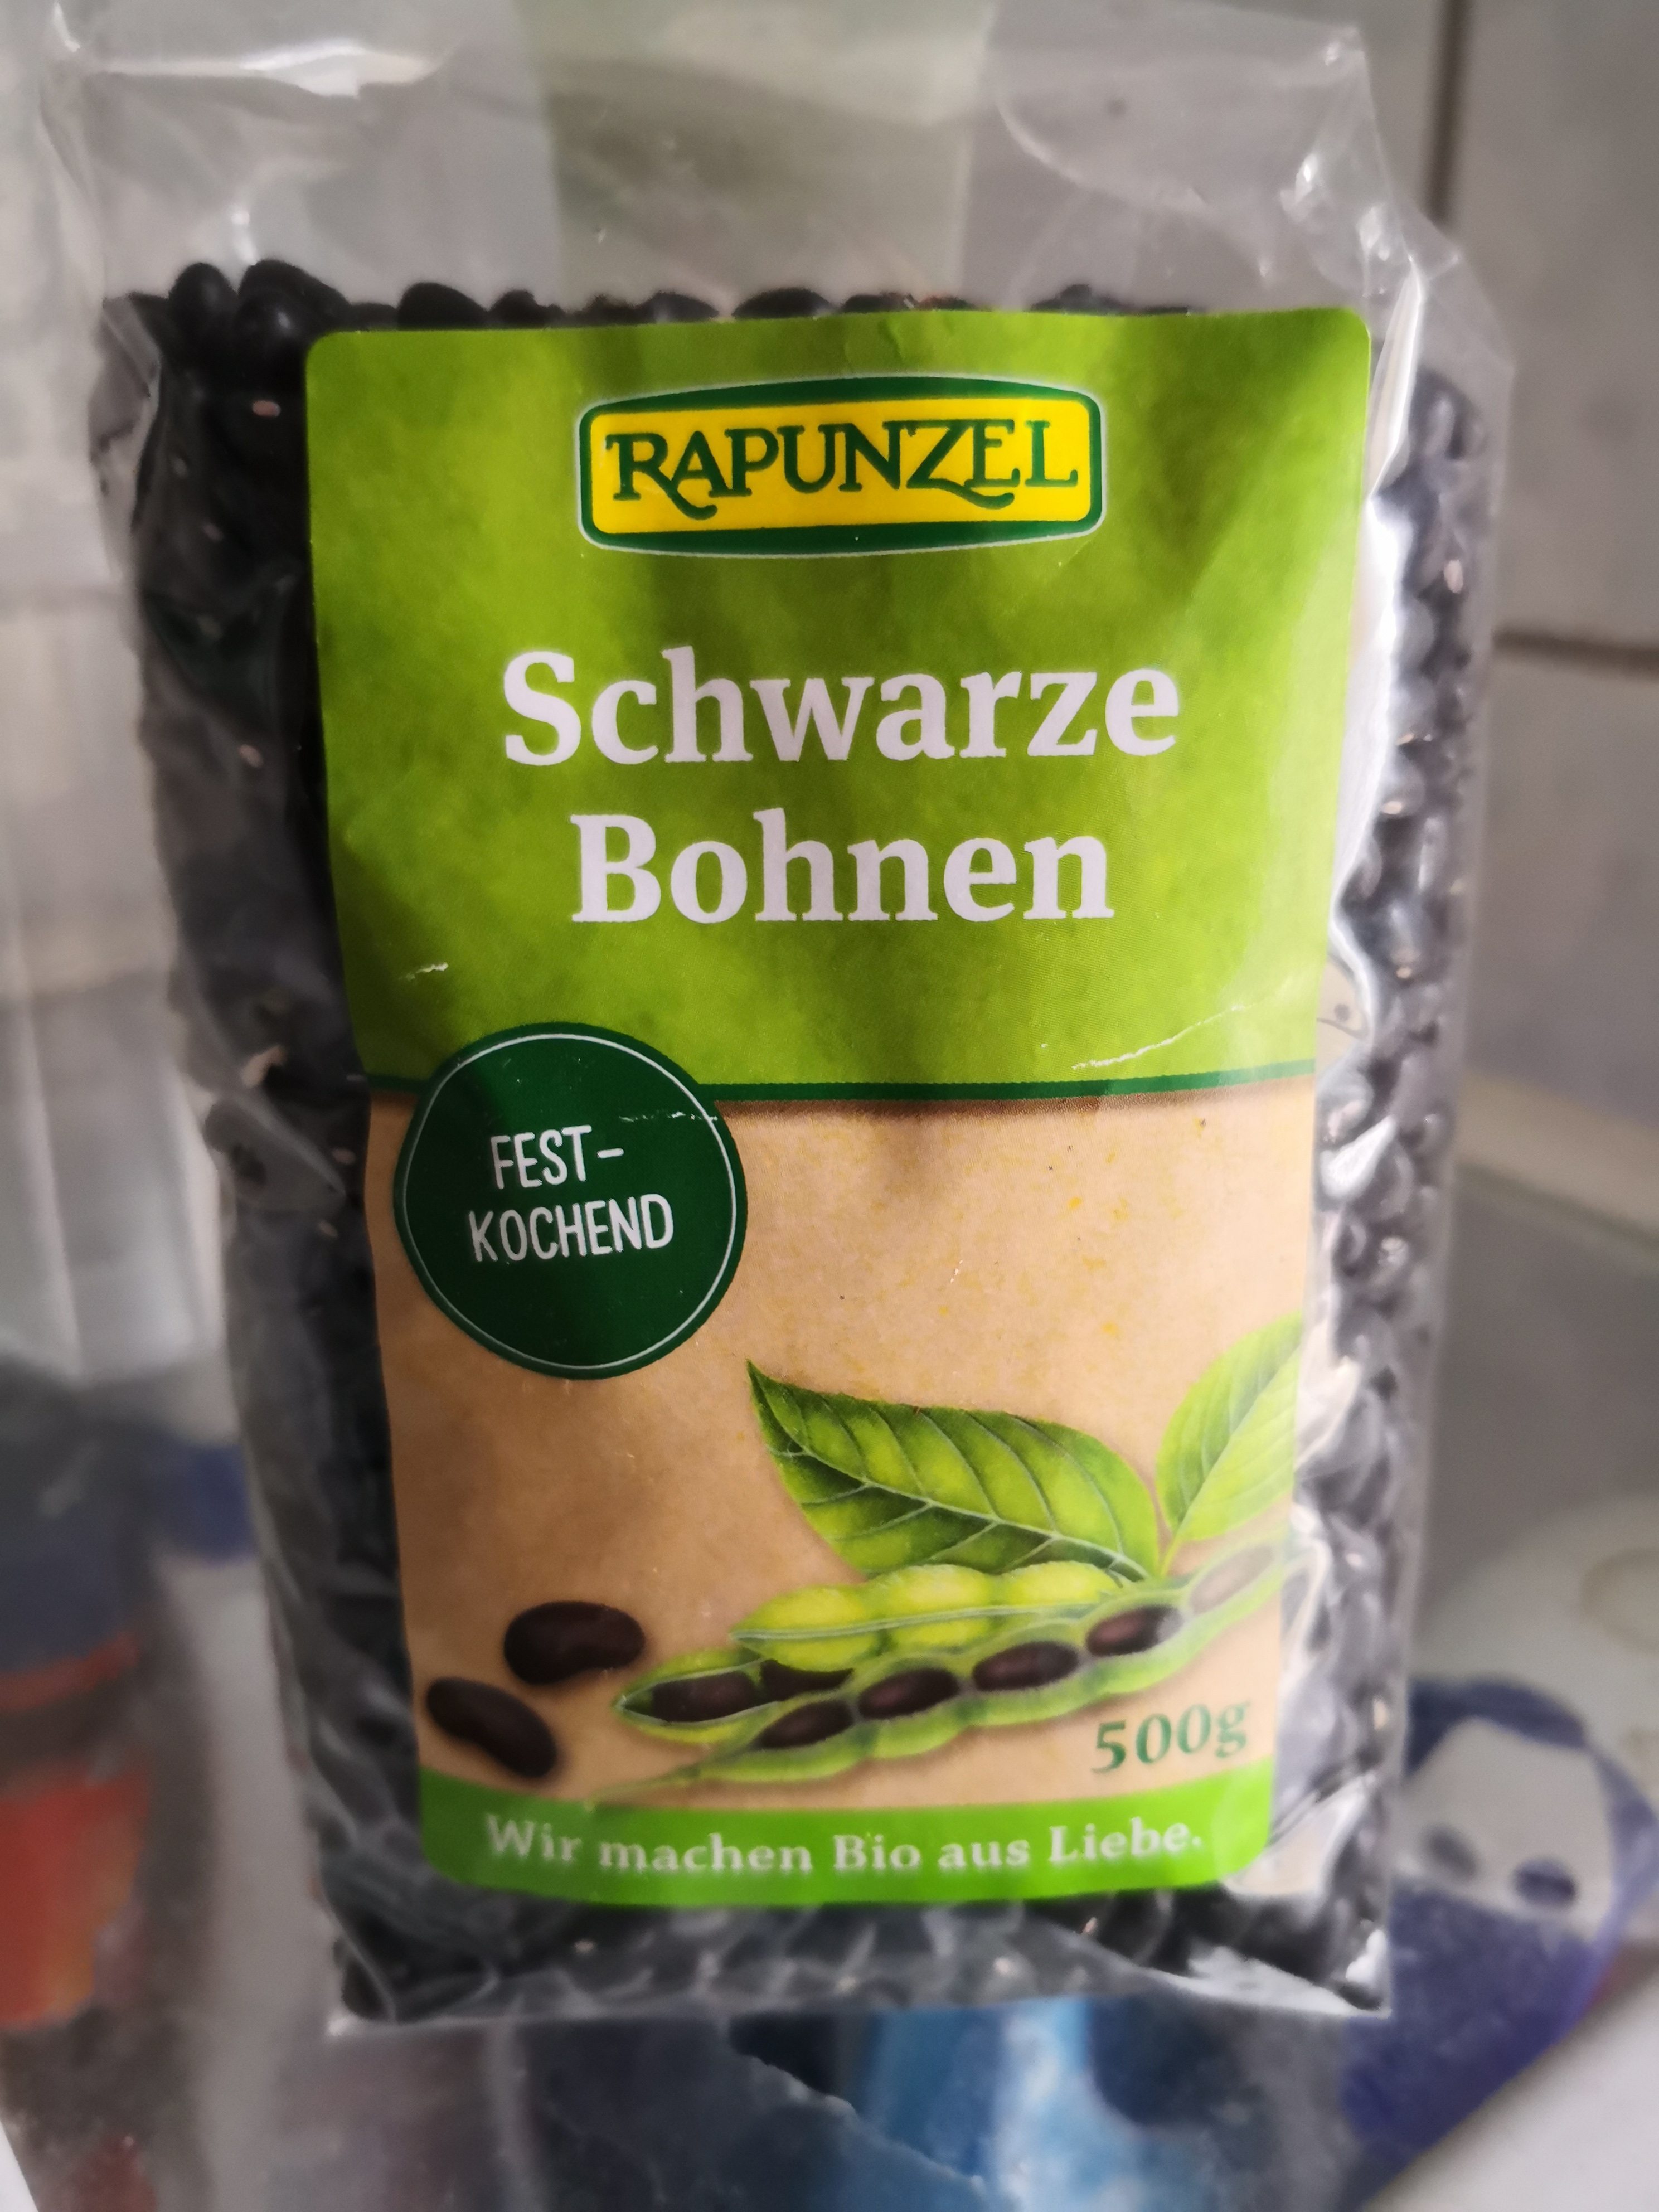 RAPUNZEL
Schwarze
Bohnen
FEST-
KOCHEND
500g
Wir machen Bio aus Liebe.